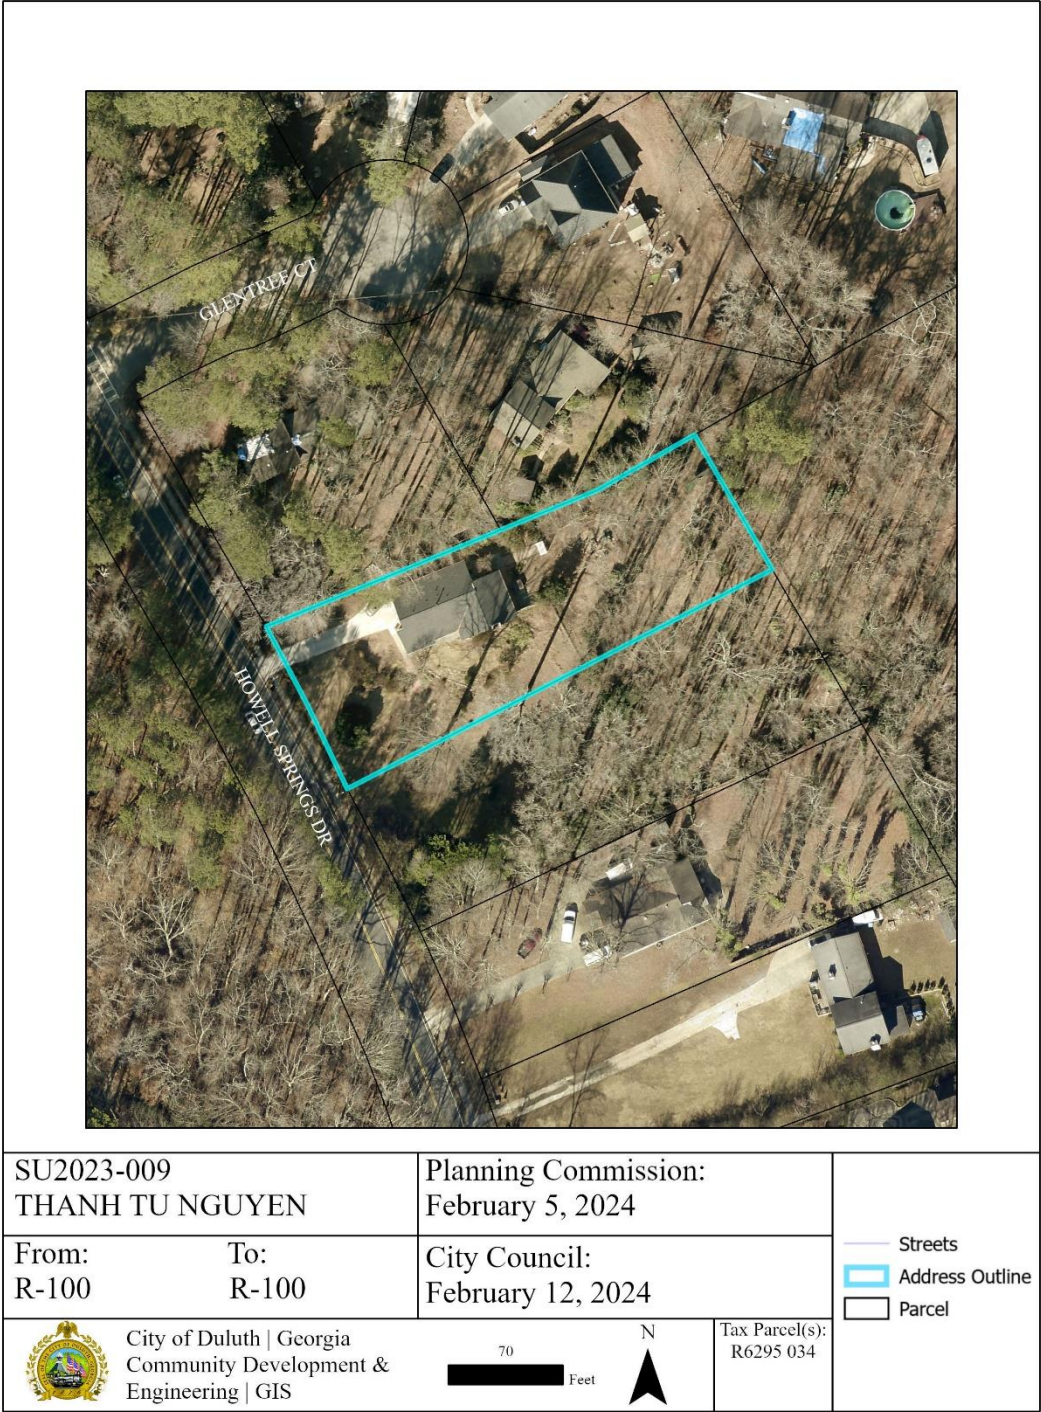 GLENTREE CT
HOWELL SPRINGS DR
SU2023-009
THANH TU NGUYEN
Planning Commission:
February 5, 2024
From: To:
R-100 R-100
City Council:
February 12, 2024
Streets
Address Outline
Parcel
City of Duluth | Georgia
Community Development &
Engineering | GIS
70
Feet
N
Tax Parcel(s):
R6295 034